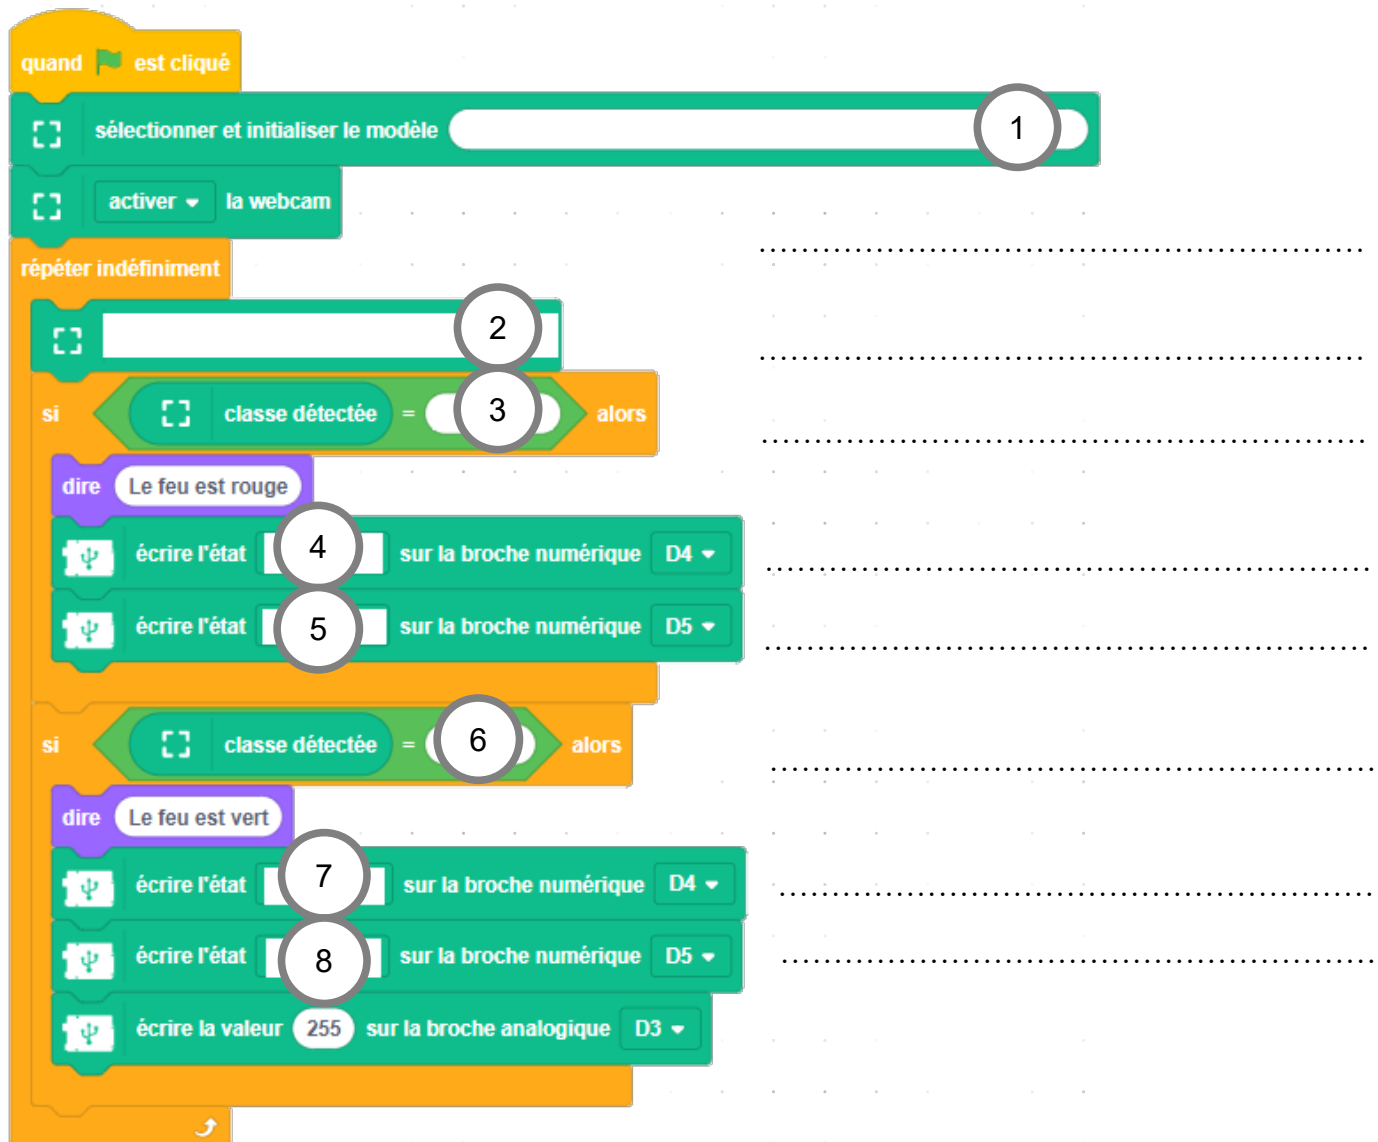 quand est cliqué
sélectionner et initialiser le modèle 1
activer la webcam
…………………………………………………………
répéter indéfiniment
2
…………………………………………………………
si classe détectée = 3 alors
…………………………………………………………
dire Le feu est rouge
écrire l'état 4 sur la broche numérique D4
…………………………………………………………
écrire l'état 5 sur la broche numérique D5
…………………………………………………………
si classe détectée = 6 alors
…………………………………………………………
dire Le feu est vert
écrire l'état 7 sur la broche numérique D4
…………………………………………………………
écrire l'état 8 sur la broche numérique D5
…………………………………………………………
écrire la valeur 255 sur la broche analogique D3